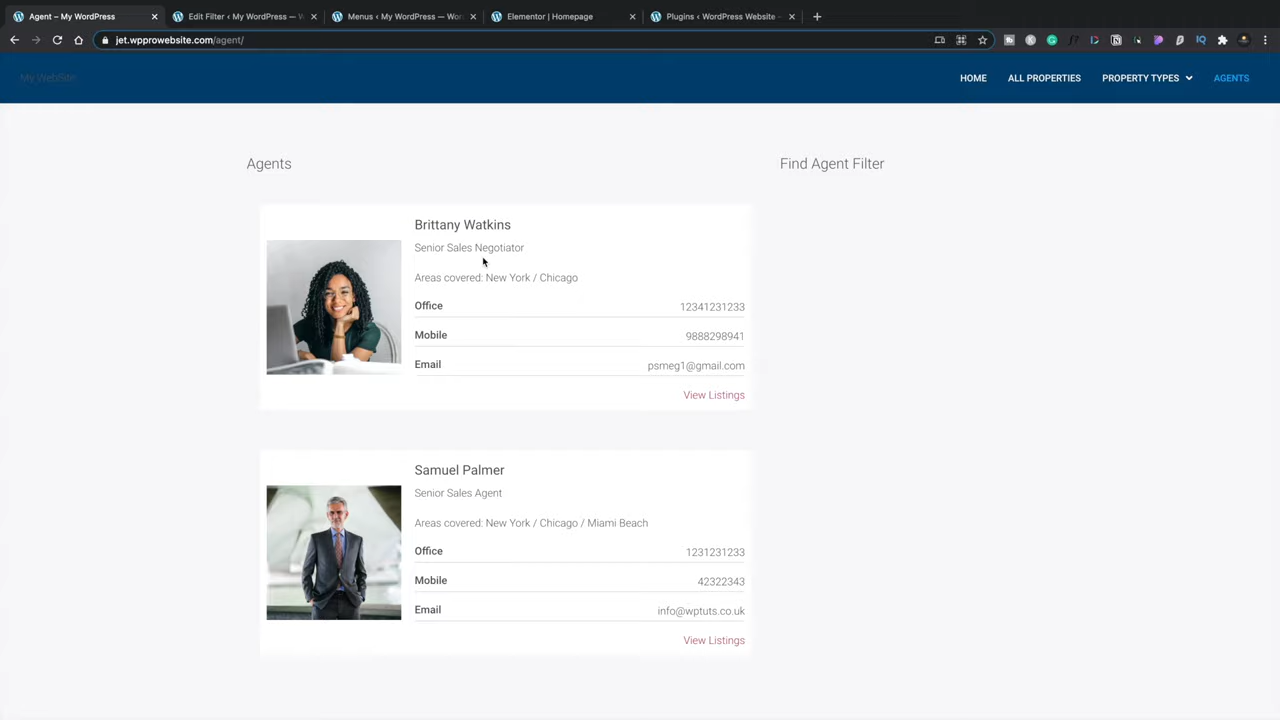 Agent – My WordPress
Edit Filter ‹ My WordPress — W
Menus ‹ My WordPress — Wor
Elementor | Homepage
Plugins ‹ WordPress Website –
jet.wpprowebsite.com/agent/
My WebSite
HOME
ALL PROPERTIES
PROPERTY TYPES
AGENTS
Agents
Find Agent Filter
Brittany Watkins
Senior Sales Negotiator
Areas covered: New York / Chicago
Office 12341231233
Mobile 9888298941
Email psmeg1@gmail.com
View Listings
Samuel Palmer
Senior Sales Agent
Areas covered: New York / Chicago / Miami Beach
Office 1231231233
Mobile 42322343
Email info@wptuts.co.uk
View Listings